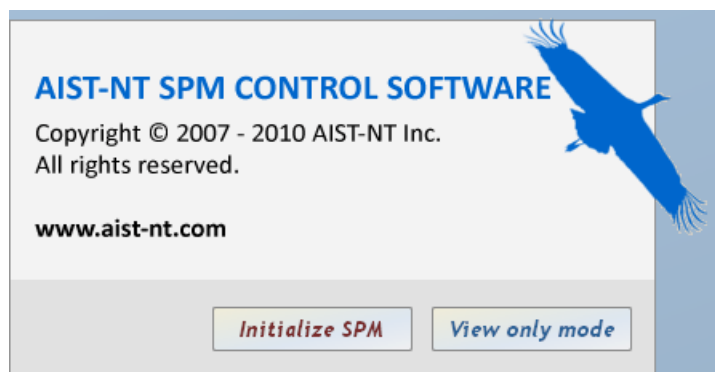 AIST-NT SPM CONTROL SOFTWARE
Copyright © 2007 - 2010 AIST-NT Inc.
All rights reserved.
www.aist-nt.com
Initialize SPM View only mode